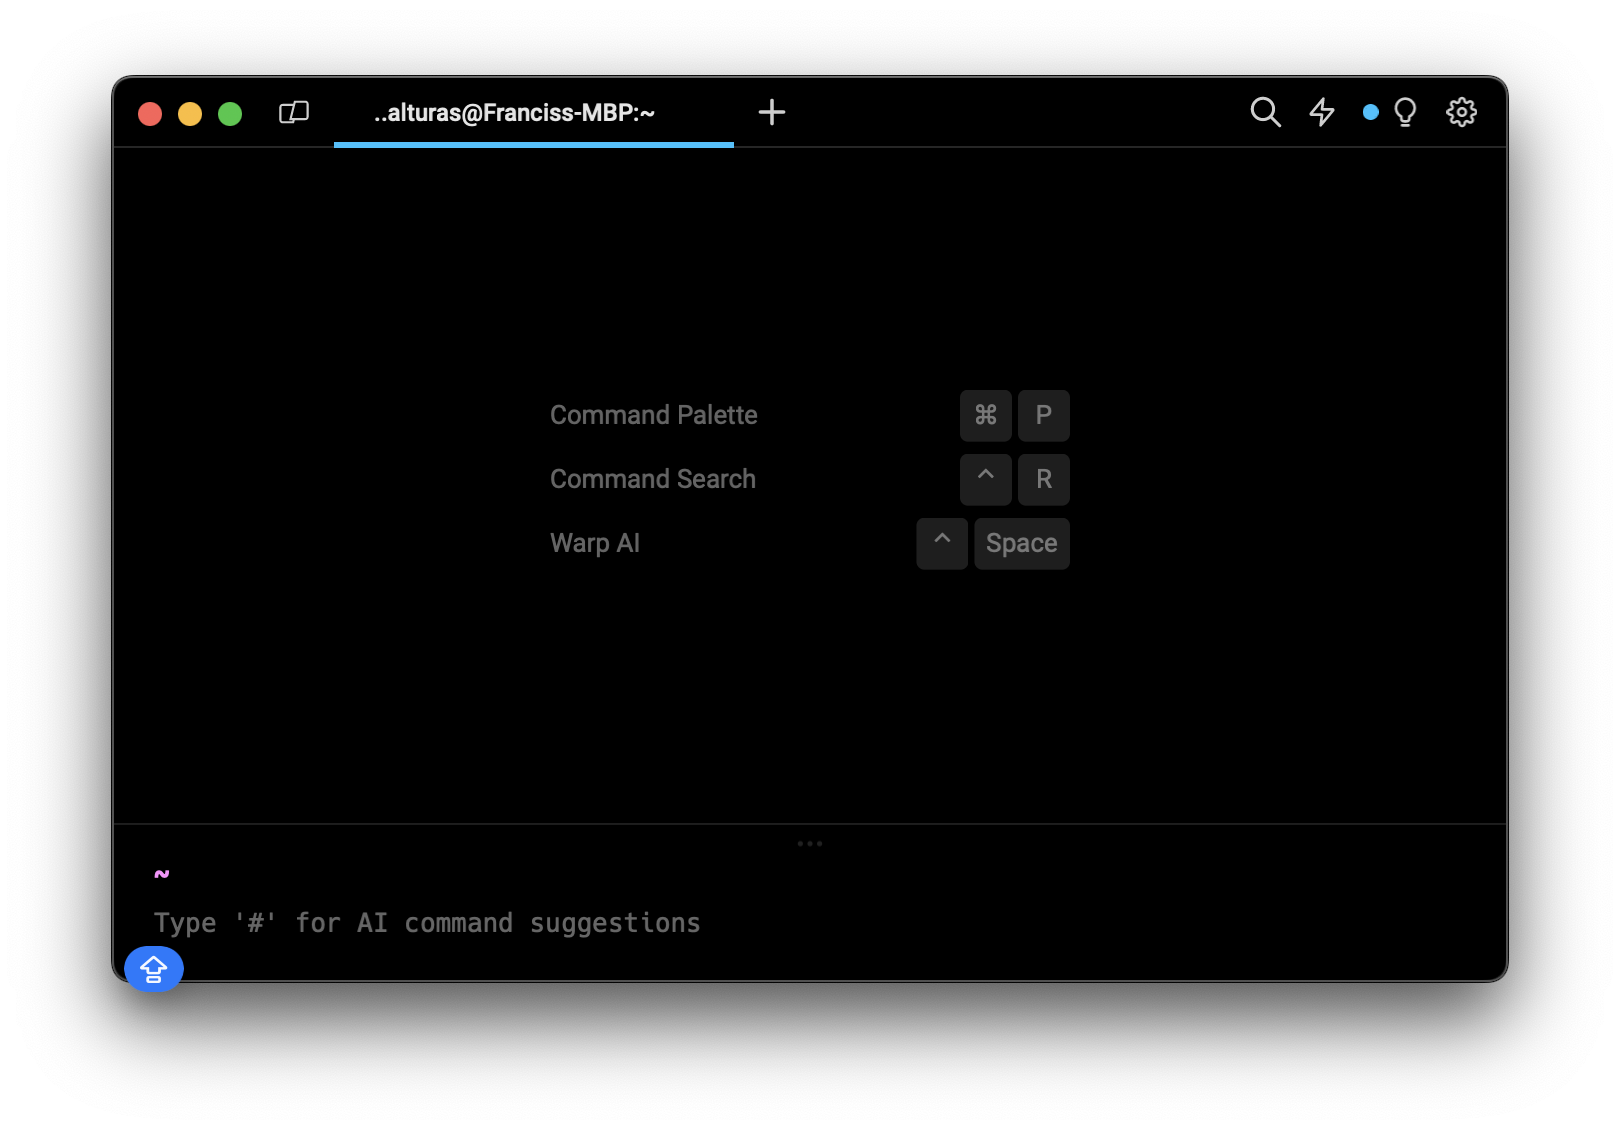 ..alturas@Franciss-MBP:~
Command Palette ⌘ P
Command Search ^ R
Warp AI ^ Space
~
Type '#' for AI command suggestions